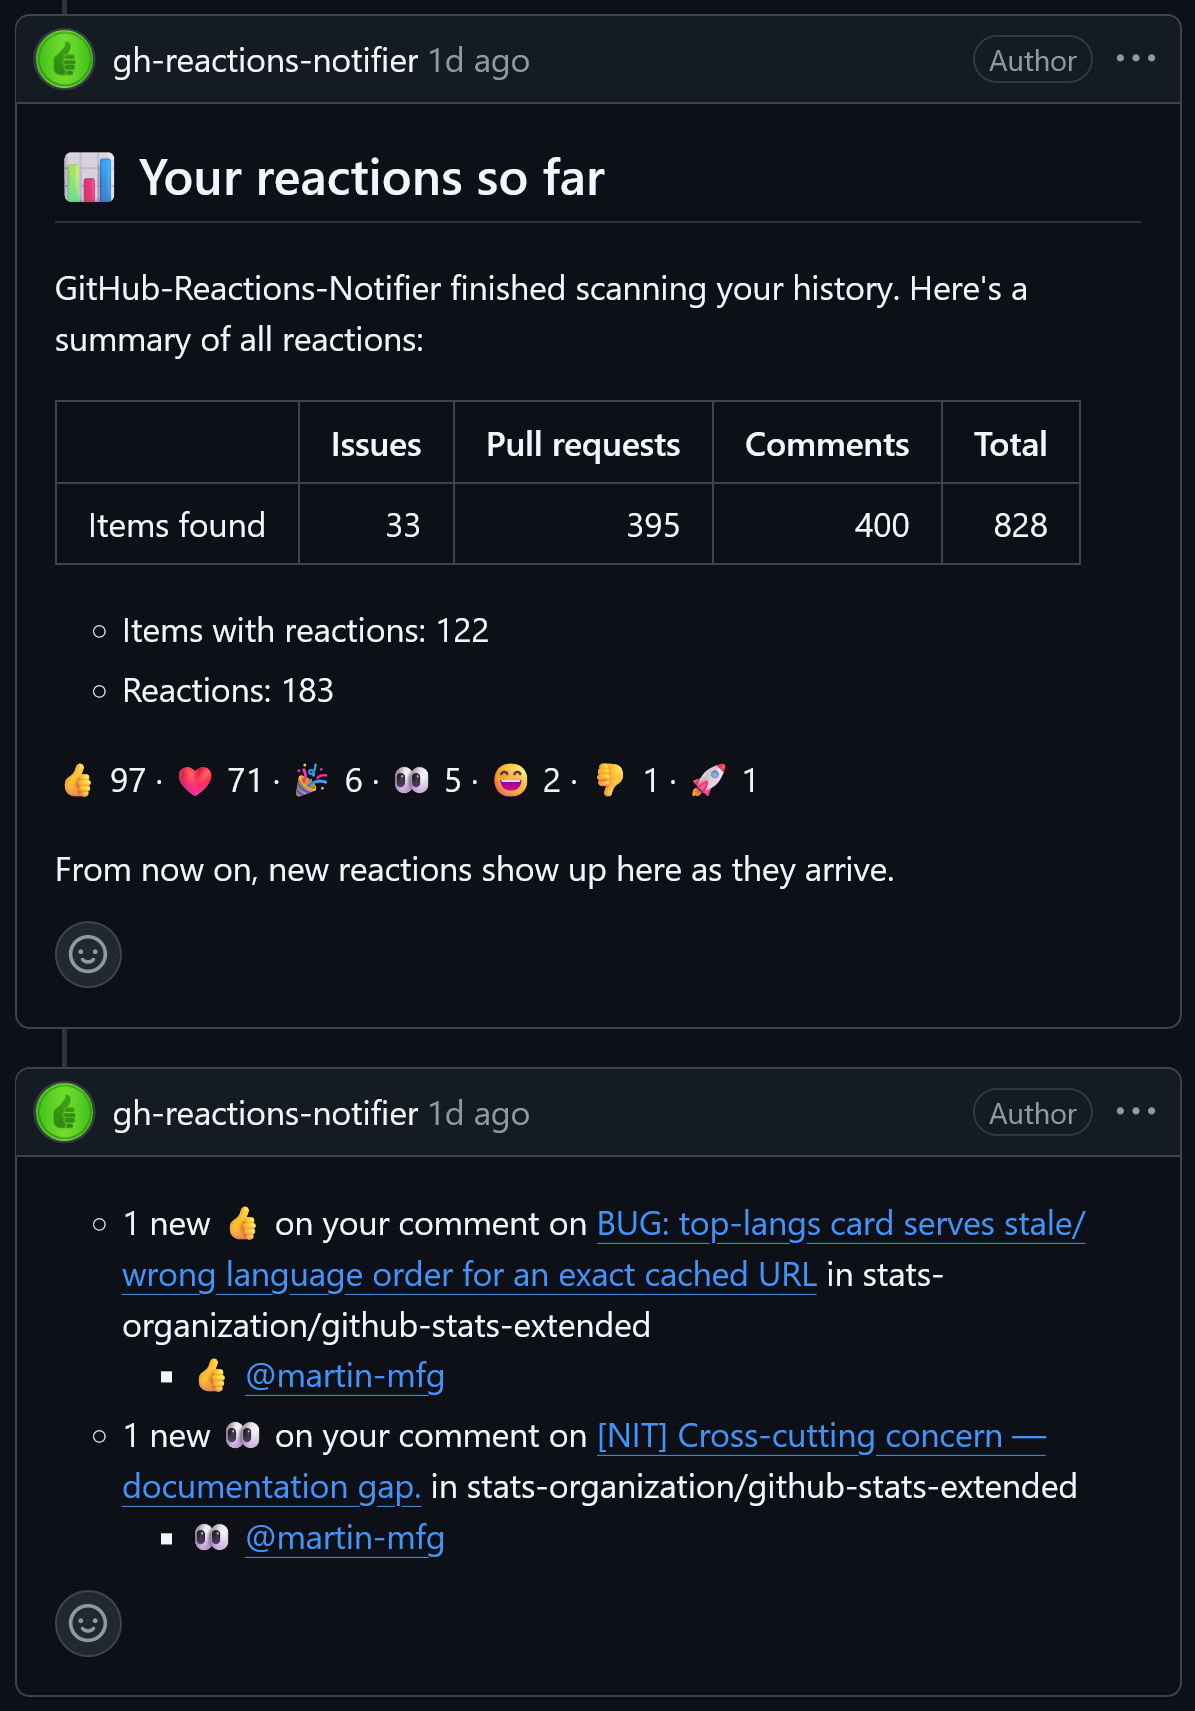 gh-reactions-notifier 1d ago Author
📊 Your reactions so far
GitHub-Reactions-Notifier finished scanning your history. Here's a
summary of all reactions:
Issues Pull requests Comments Total
Items found 33 395 400 828
Items with reactions: 122
Reactions: 183
👍 97 · ❤️ 71 · 🎉 6 · 👀 5 · 😄 2 · 👎 1 · 🚀 1
From now on, new reactions show up here as they arrive.
gh-reactions-notifier 1d ago Author
1 new 👍 on your comment on BUG: top-langs card serves stale/
wrong language order for an exact cached URL in stats-
organization/github-stats-extended
👍 @martin-mfg
1 new 👀 on your comment on [NIT] Cross-cutting concern —
documentation gap. in stats-organization/github-stats-extended
👀 @martin-mfg